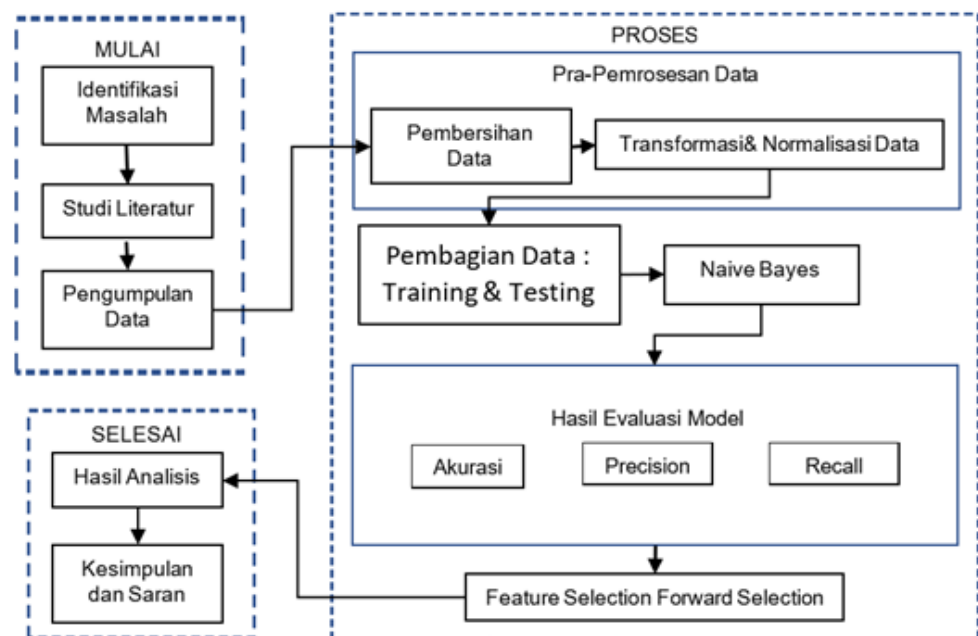 MULAI
Identifikasi
Masalah
Studi Literatur
Pengumpulan
Data
PROSES
Pra-Pemrosesan Data
Pembersihan
Data
Transformasi& Normalisasi Data
Pembagian Data :
Training & Testing
Naive Bayes
Hasil Evaluasi Model
Akurasi
Precision
Recall
Feature Selection Forward Selection
SELESAI
Hasil Analisis
Kesimpulan
dan Saran